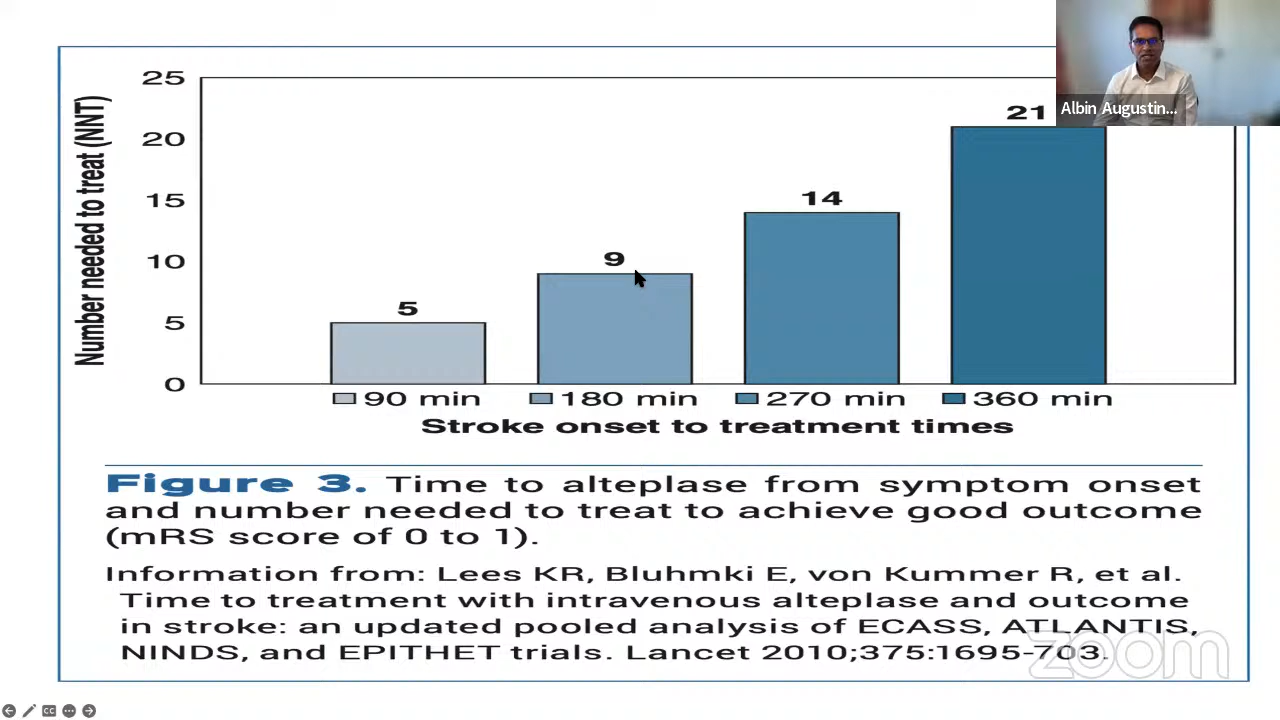 Albin Augustin...
Number needed to treat (NNT)
25
20
15
10
5
0
5
9
14
21
90 min
180 min
270 min
360 min
Stroke onset to treatment times
Figure 3. Time to alteplase from symptom onset
and number needed to treat to achieve good outcome
(mRS score of 0 to 1).
Information from: Lees KR, Bluhmki E, von Kummer R, et al.
Time to treatment with intravenous alteplase and outcome
in stroke: an updated pooled analysis of ECASS, ATLANTIS,
NINDS, and EPITHET trials. Lancet 2010;375:1695-703.
zoom
CC